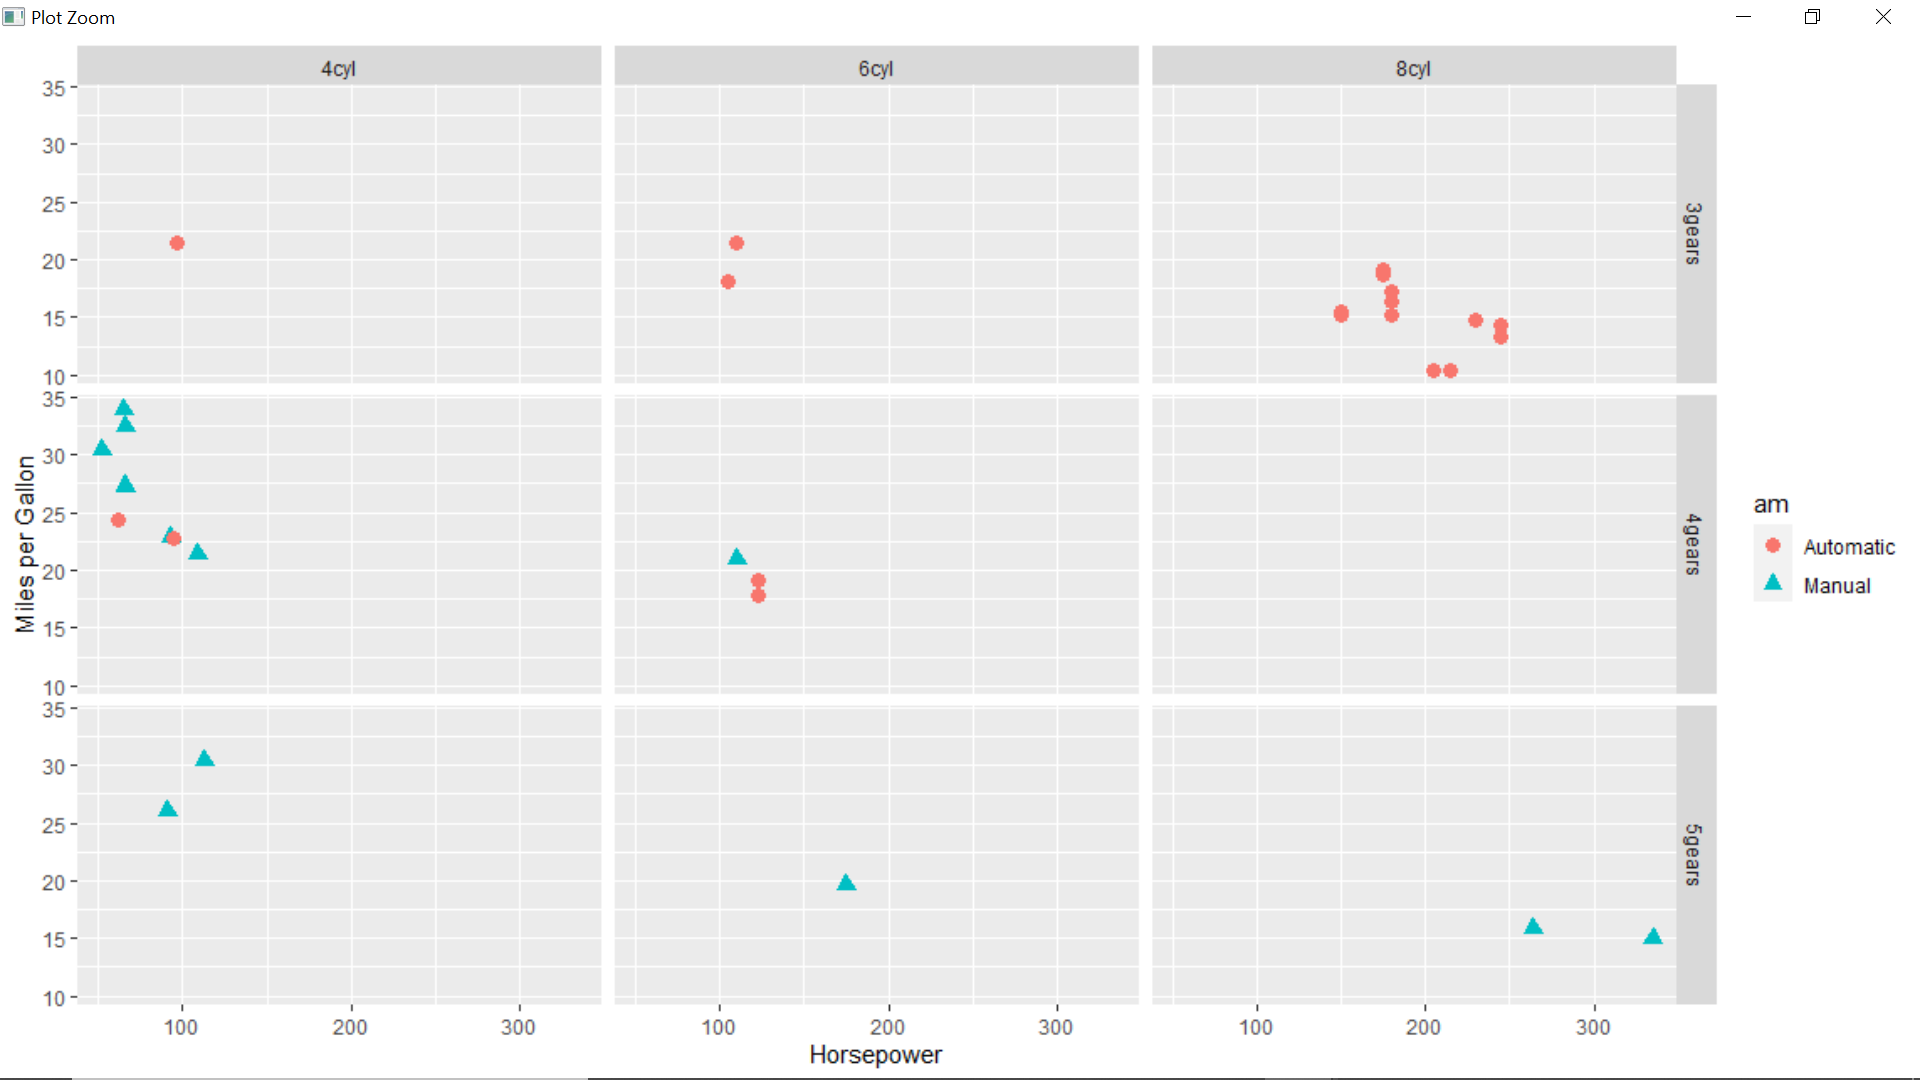 Plot Zoom
4cyl 6cyl 8cyl
35
30
25
20
15
10
3gears
35
30
25
20
15
10
4gears
35
30
25
20
15
10
5gears
Miles per Gallon
100 200 300 100 200 300 100 200 300
Horsepower
am
Automatic
Manual